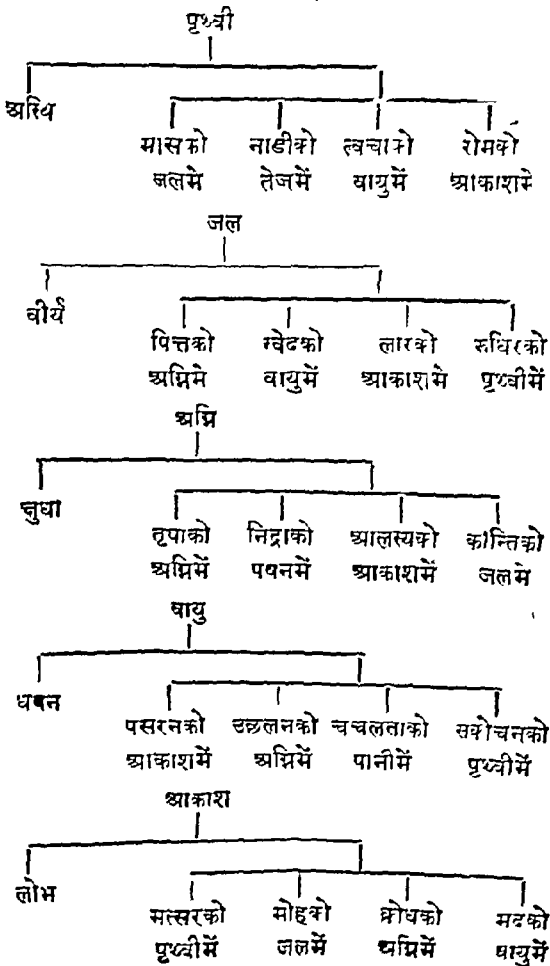 पृथ्वी
अस्थि
मासको नाडीको त्वचाको रोमको
जलमे तेजमें वायुमें आकाशमे
जल
वीर्य
पित्तको स्वेदको लारको रुधिरको
अग्निमे वायुमें आकाशमे पृथ्वीमें
अग्नि
क्षुधा
तृषाको निद्राको आलस्यको कान्तिको
अग्निमें पवनमें आकाशमें जलमे
वायु
धावन
पसरनको उछलनको चचलताको सकोचनको
आकाशमें अग्निमें पानीमें पृथ्वीमें
आकाश
लोभ
मत्सरको मोहको क्रोधको मदको
पृथ्वीमें जलमें अग्निमें वायुमें